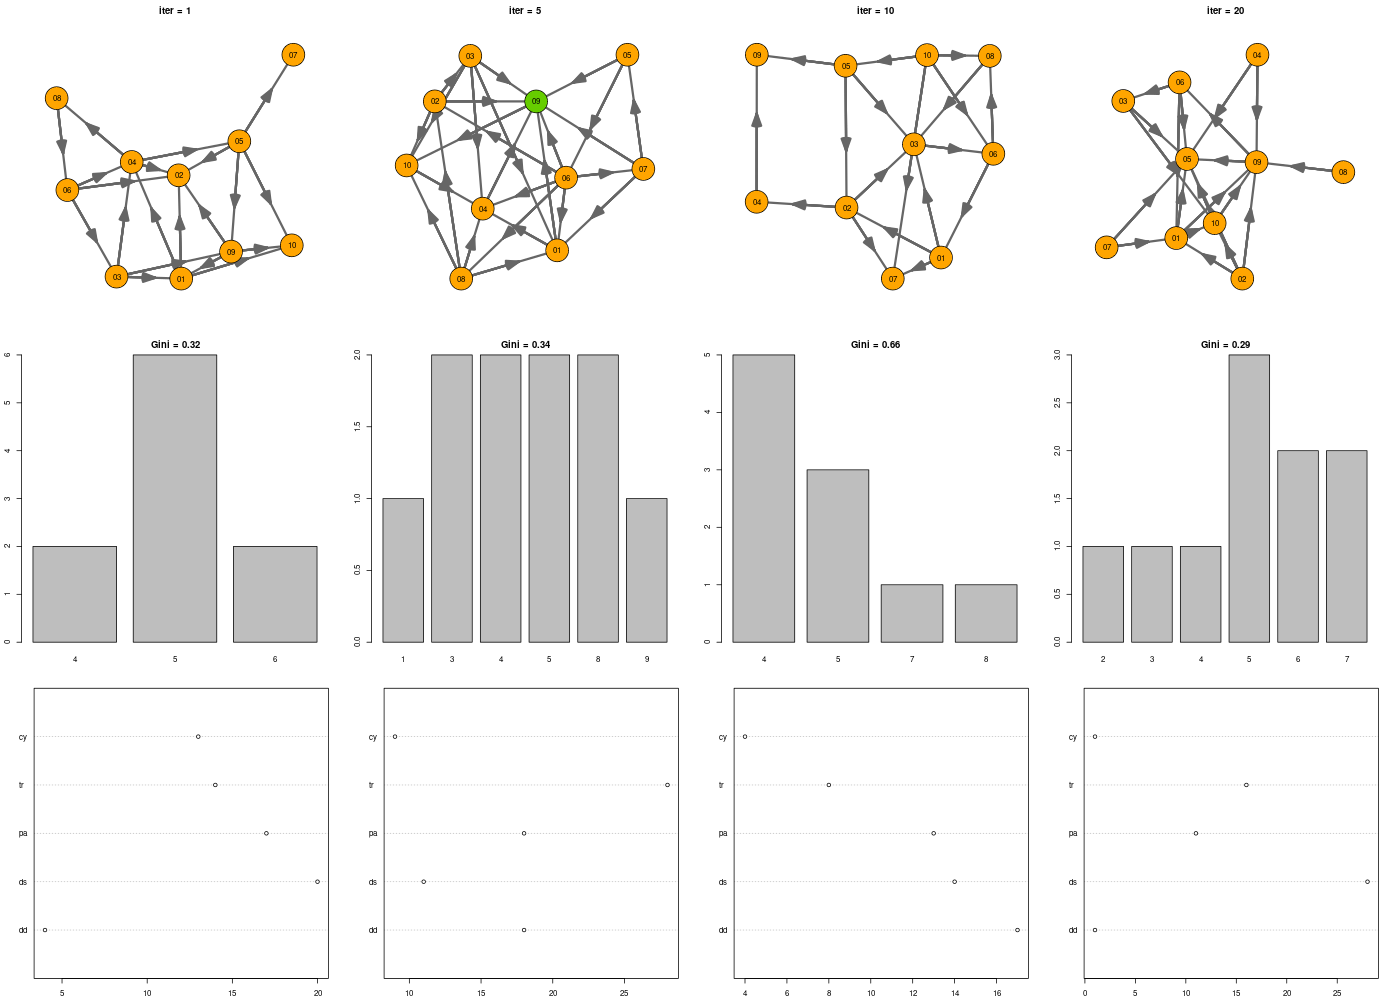 iter = 1
iter = 5
iter = 10
iter = 20
07
08
04
05
02
06
09
10
03
01
03
05
02
09
10
06
07
04
01
08
09
05
10
08
03
06
04
02
01
07
04
06
03
05
09
08
10
01
07
02
Gini = 0.32
Gini = 0.34
Gini = 0.66
Gini = 0.29
0 1 2 3 4 5 6
4 5 6
0.0 0.5 1.0 1.5 2.0
1 3 4 5 8 9
0 1 2 3 4 5
4 5 7 8
0.0 0.5 1.0 1.5 2.0 2.5 3.0
2 3 4 5 6 7
cy
tr
pa
ds
dd
5 10 15 20
cy
tr
pa
ds
dd
10 15 20 25
cy
tr
pa
ds
dd
4 6 8 10 12 14 16
cy
tr
pa
ds
dd
0 5 10 15 20 25